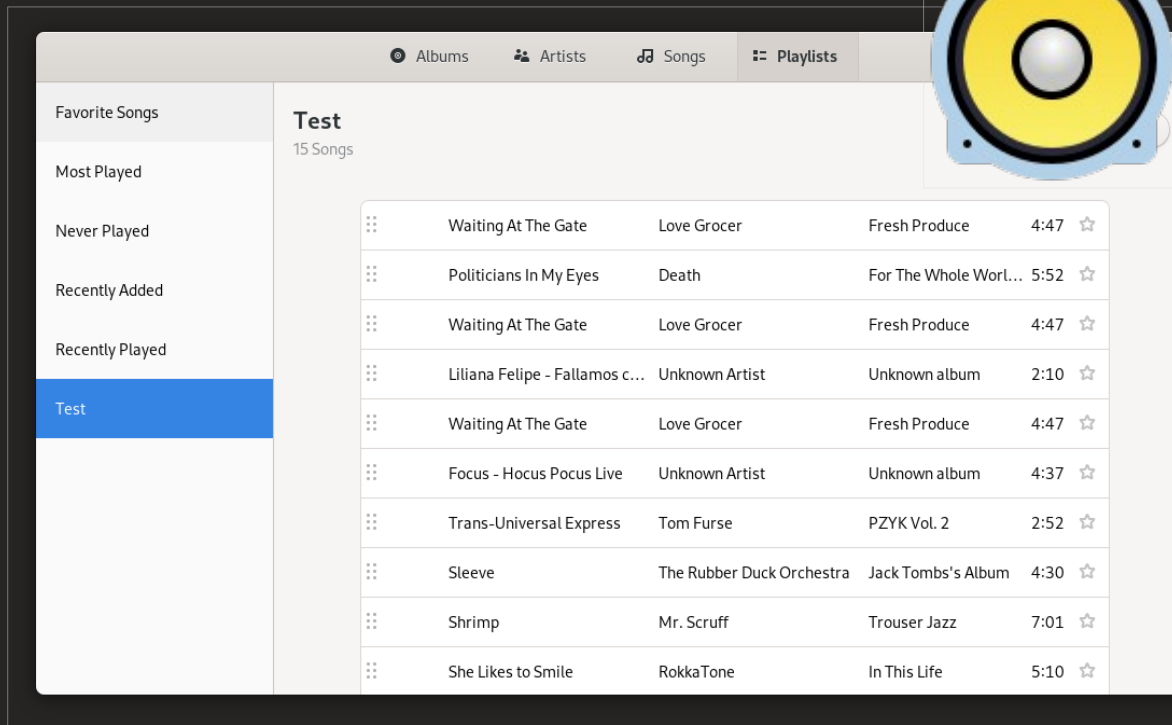 Albums Artists Songs Playlists
Favorite Songs
Most Played
Never Played
Recently Added
Recently Played
Test
Test
15 Songs
Waiting At The Gate Love Grocer Fresh Produce 4:47
Politicians In My Eyes Death For The Whole Worl... 5:52
Waiting At The Gate Love Grocer Fresh Produce 4:47
Liliana Felipe - Fallamos c... Unknown Artist Unknown album 2:10
Waiting At The Gate Love Grocer Fresh Produce 4:47
Focus - Hocus Pocus Live Unknown Artist Unknown album 4:37
Trans-Universal Express Tom Furse PZYK Vol. 2 2:52
Sleeve The Rubber Duck Orchestra Jack Tombs's Album 4:30
Shrimp Mr. Scruff Trouser Jazz 7:01
She Likes to Smile RokkaTone In This Life 5:10